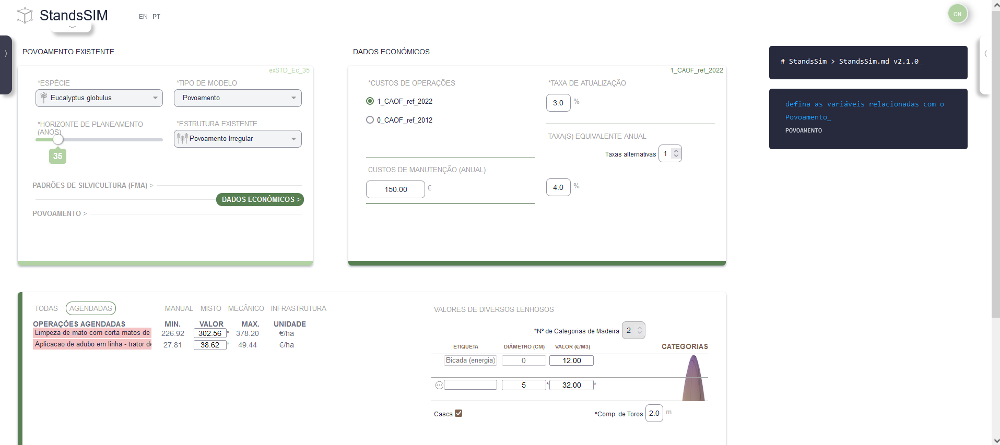 StandsSIM
EN PT
ON
POVOAMENTO EXISTENTE
exSTD_Ec_35
*ESPÉCIE
Eucalyptus globulus
*TIPO DE MODELO
Povoamento
*HORIZONTE DE PLANEAMENTO
(ANOS)
35
*ESTRUTURA EXISTENTE
Povoamento Irregular
PADRÕES DE SILVICULTURA (FMA) >
DADOS ECONÓMICOS >
POVOAMENTO >
DADOS ECONÓMICOS
1_CAOF_ref_2022
*CUSTOS DE OPERAÇÕES
1_CAOF_ref_2022
0_CAOF_ref_2012
CUSTOS DE MANUTENÇÃO (ANUAL)
150.00 €
*TAXA DE ATUALIZAÇÃO
3.0 %
TAXA(S) EQUIVALENTE ANUAL
Taxas alternativas 1
4.0 %
# StandsSim > StandsSim.md v2.1.0_
defina as variáveis relacionadas com o
Povoamento_
POVOAMENTO
TODAS AGENDADAS MANUAL MISTO MECÂNICO INFRASTRUTURA
OPERAÇÕES AGENDADAS MIN. VALOR MAX. UNIDADE
Limpeza de mato com corta matos de 226.92 302.56 * 378.20 €/ha
Aplicacao de adubo em linha - trator de 27.81 38.62 * 49.44 €/ha
VALORES DE DIVERSOS LENHOSOS
*Nº de Categorias de Madeira 2
ETIQUETA DIÂMETRO (CM) VALOR (€/M3) CATEGORIAS
Bicada (energia) 0 12.00
5 * 32.00 *
Casca *Comp. de Toros 2.0 m